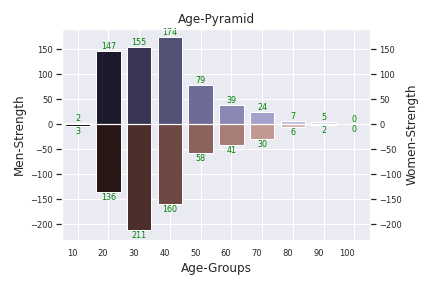 Age-Pyramid
147 155 174
2 79 39 24 7 5 0
3 136 211 160 58 41 30 6 2 0
150 150
100 100
50 50
0 0
−50 −50
−100 −100
−150 −150
−200 −200
Men-Strength
Women-Strength
10 20 30 40 50 60 70 80 90 100
Age-Groups